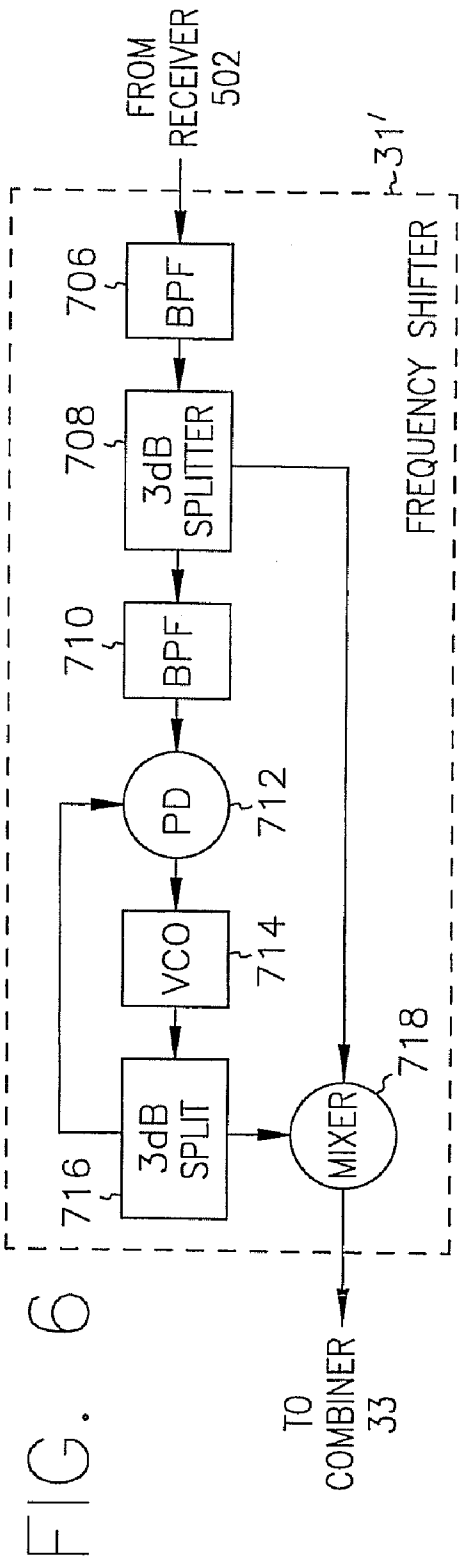 FIG. 6
FROM
RECEIVER
502
706
BPF
708
3dB
SPLITTER
710
BPF
PD
712
VCO
714
716
3dB
SPLIT
MIXER
718
TO
COMBINER
33
FREQUENCY SHIFTER
31'